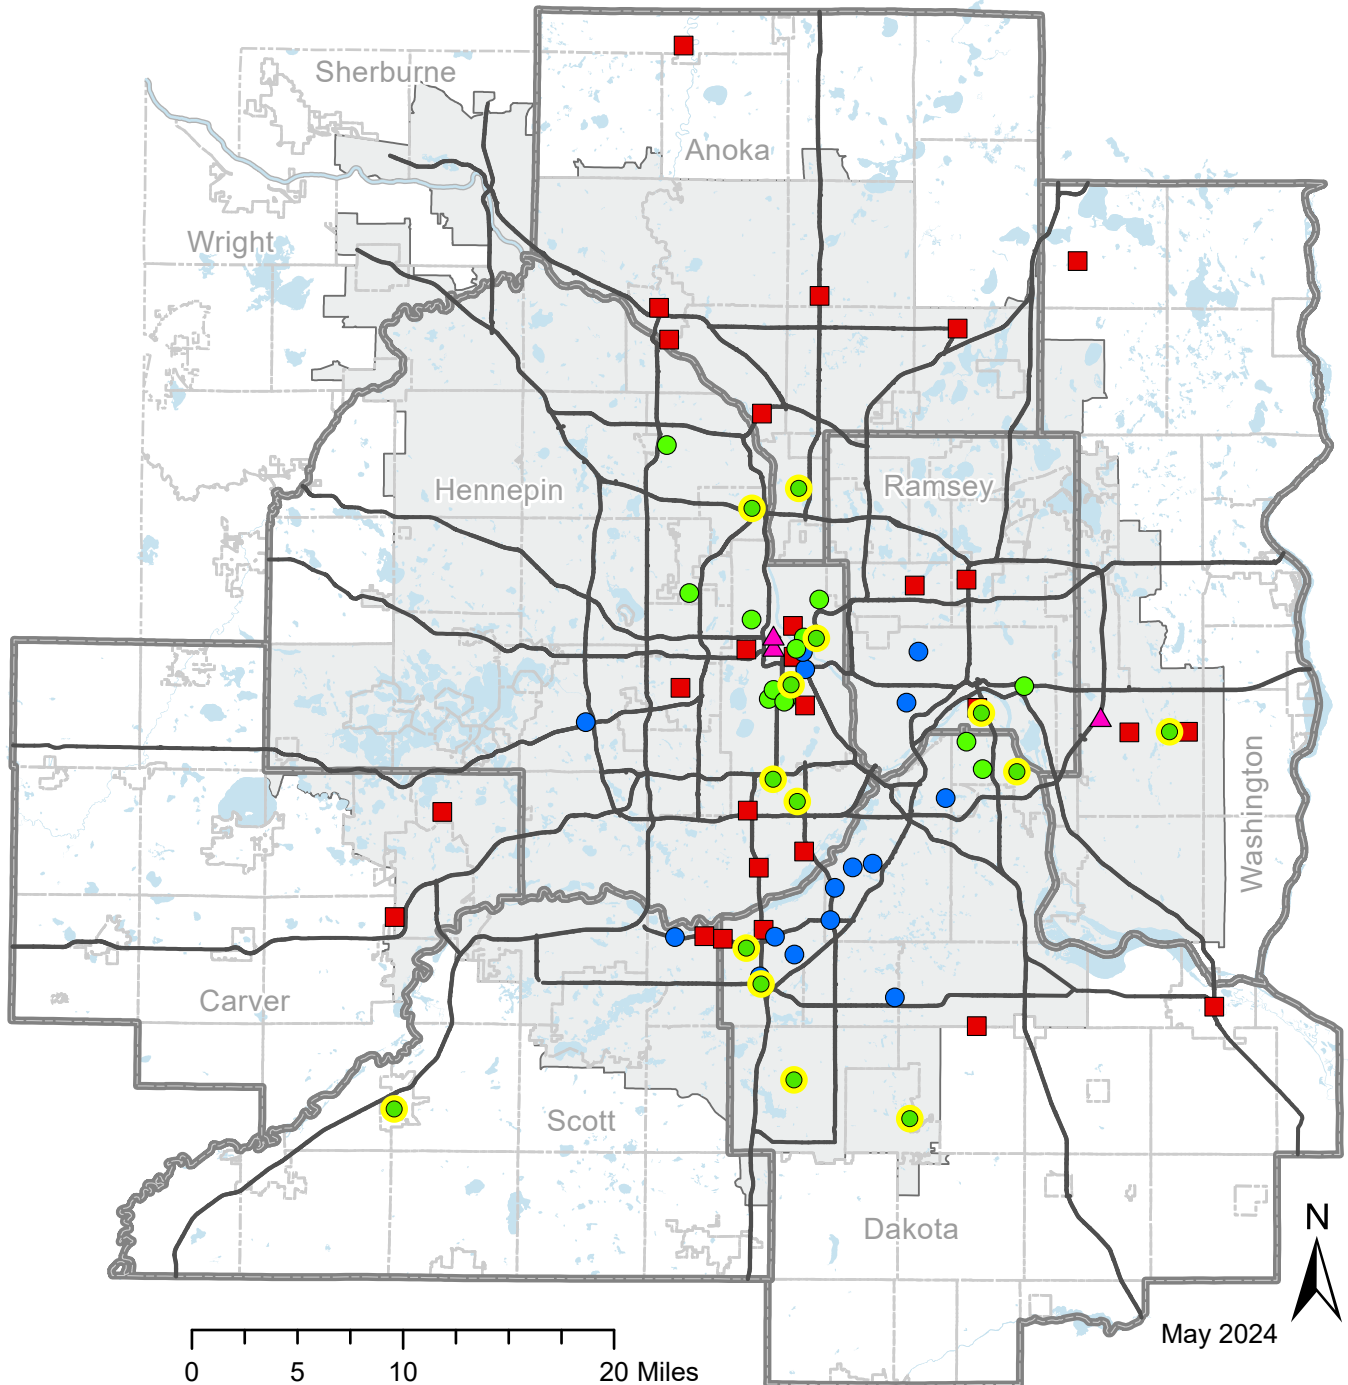 Sherburne
Anoka
Wright
Hennepin
Ramsey
Washington
Carver
Scott
Dakota
N
May 2024
0 5 10 20 Miles